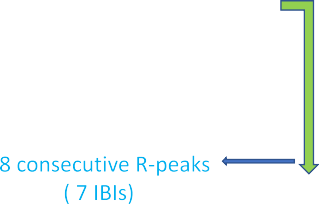 8 consecutive R-peaks
( 7 IBIs)